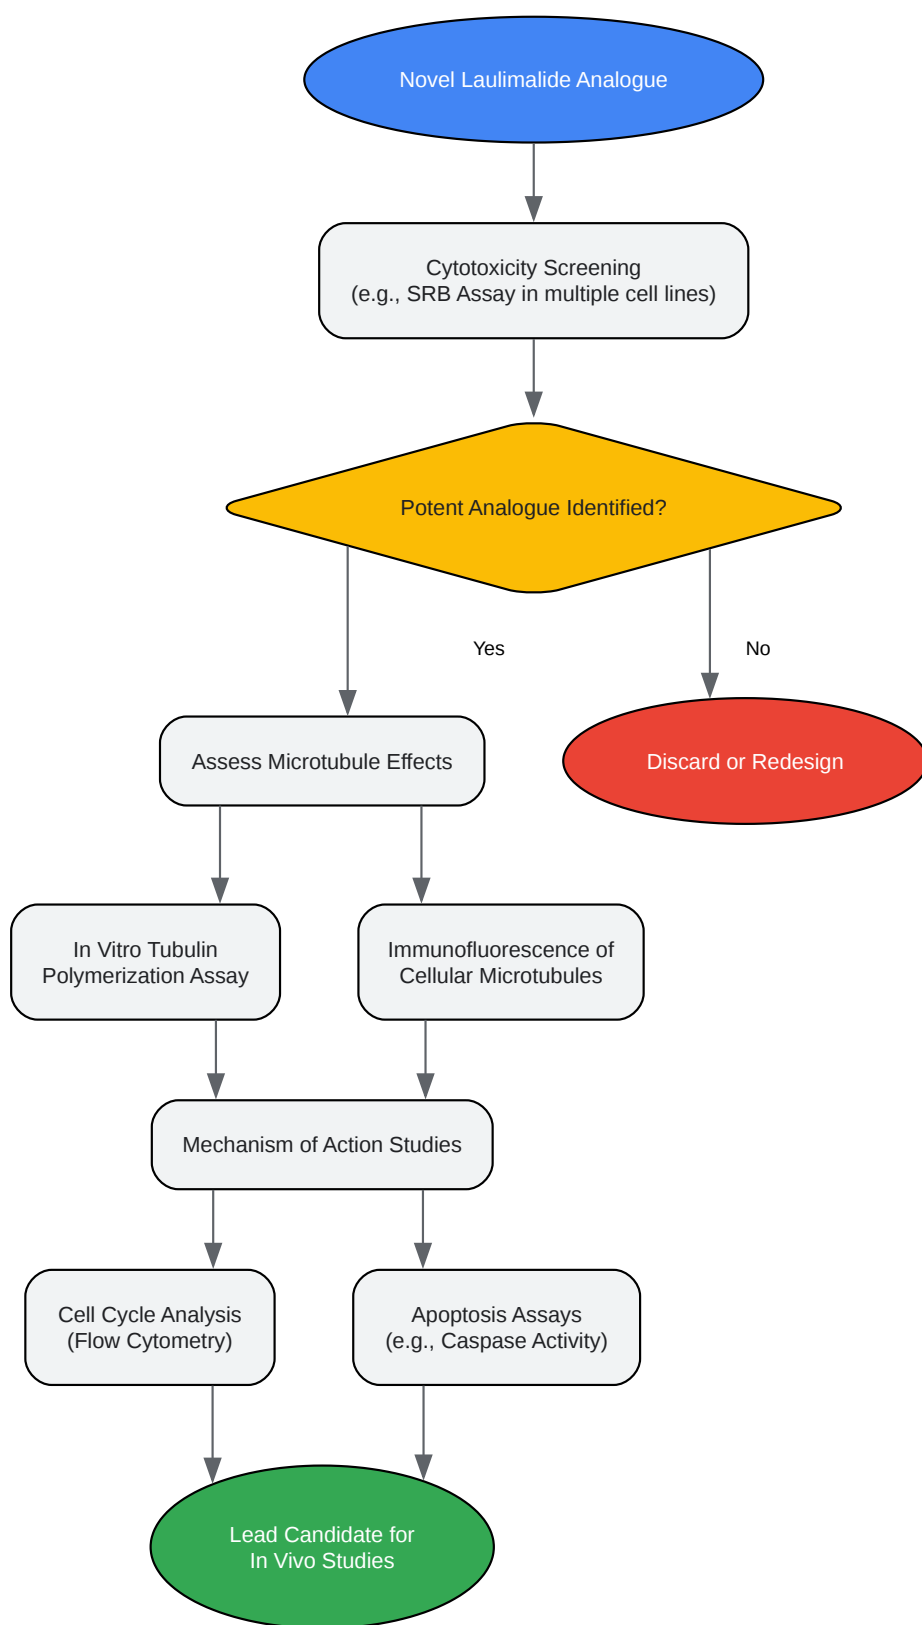 Novel Laulimalide Analogue
Cytotoxicity Screening
(e.g., SRB Assay in multiple cell lines)
Potent Analogue Identified?
Yes
No
Assess Microtubule Effects
Discard or Redesign
In Vitro Tubulin
Polymerization Assay
Immunofluorescence of
Cellular Microtubules
Mechanism of Action Studies
Cell Cycle Analysis
(Flow Cytometry)
Apoptosis Assays
(e.g., Caspase Activity)
Lead Candidate for
In Vivo Studies